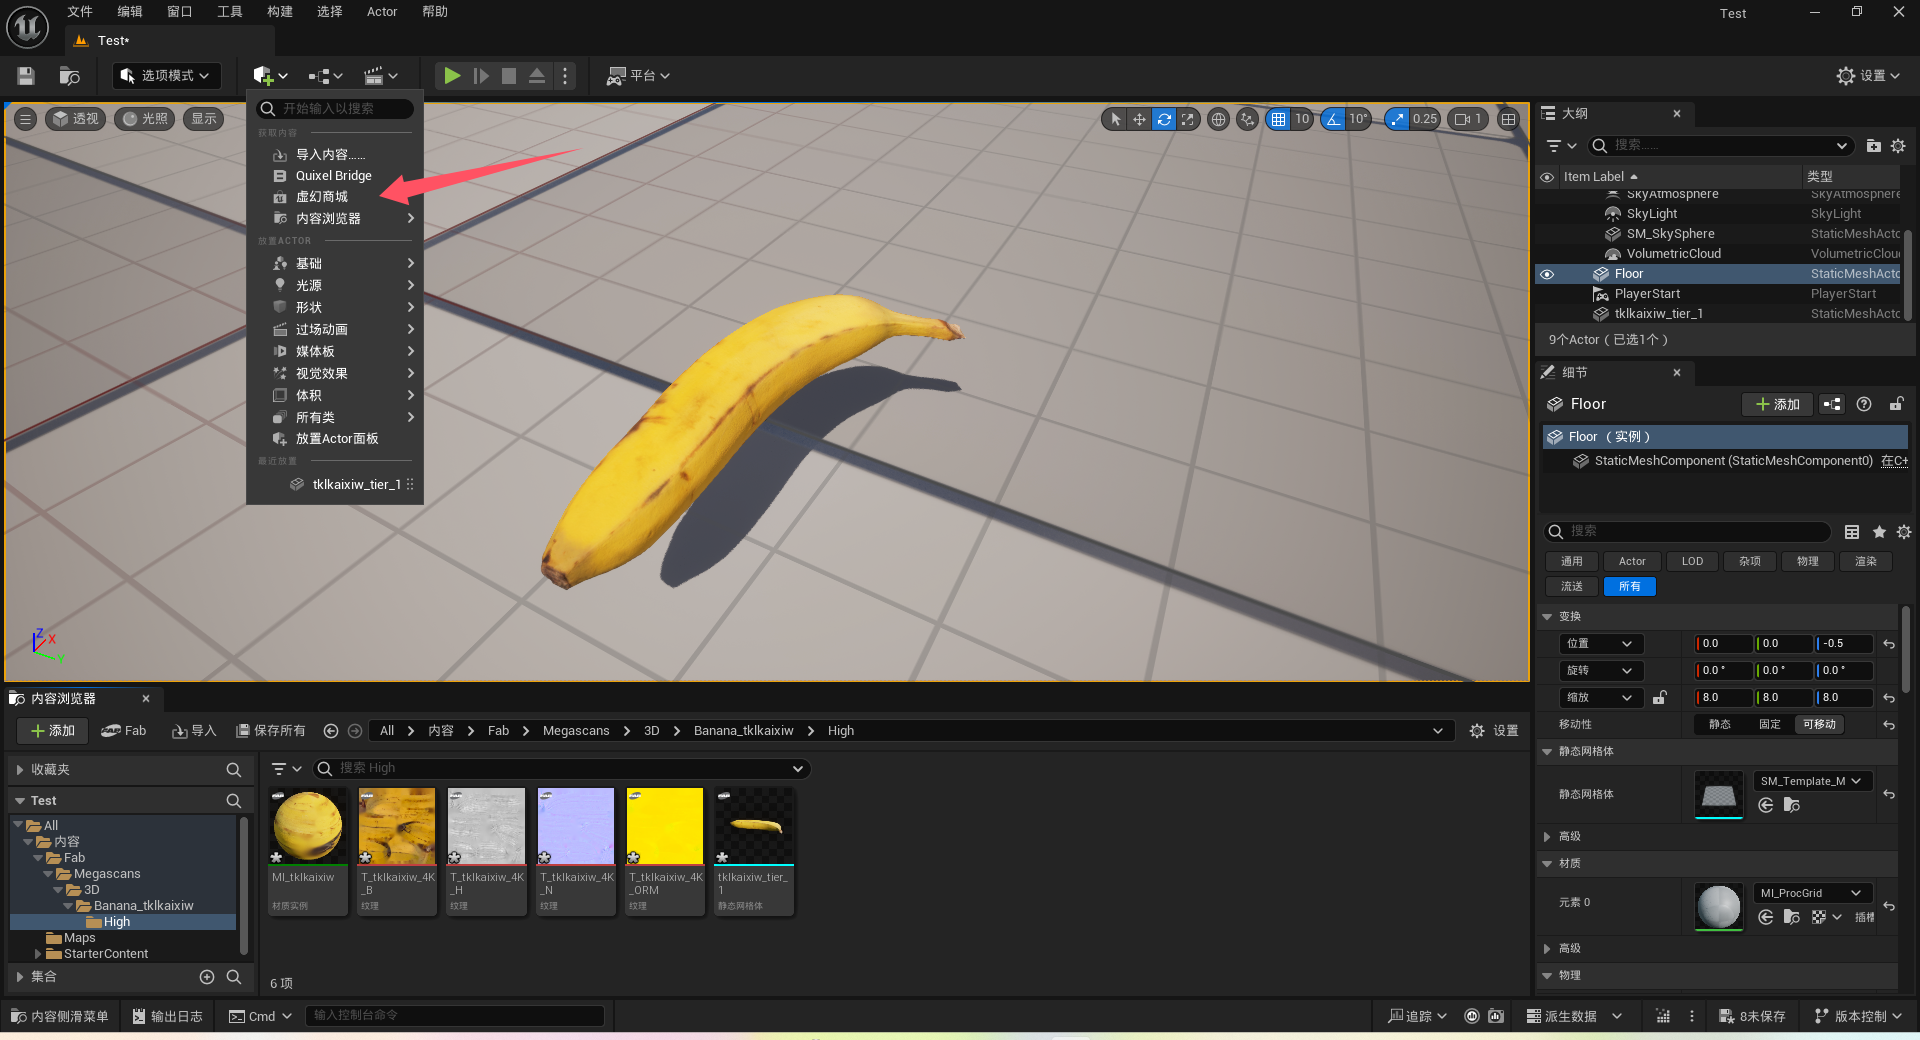 文件 编辑 窗口 工具 构建 选择 Actor 帮助 Test
Test*
选项模式 平台 设置
开始输入以搜索
获取内容
导入内容......
Quixel Bridge
虚幻商城
内容浏览器
放置ACTOR
基础
光源
形状
过场动画
媒体板
视觉效果
体积
所有类
放置Actor面板
最近放置
tklkaixiw_tier_1
透视 光照 显示
10 10° 0.25 1
Z X Y
大纲
搜索......
Item Label 类型
SkyAtmosphere SkyAtmosphere
SkyLight SkyLight
SM_SkySphere StaticMeshActo
VolumetricCloud VolumetricClou
Floor StaticMeshActo
PlayerStart PlayerStart
tklkaixiw_tier_1 StaticMeshActo
9个Actor（已选1个）
细节
Floor 添加
Floor （实例）
StaticMeshComponent (StaticMeshComponent0) 在C+
搜索
通用 Actor LOD 杂项 物理 渲染
流送 所有
变换
位置 0.0 0.0 -0.5
旋转 0.0 ° 0.0 ° 0.0 °
缩放 8.0 8.0 8.0
移动性 静态 固定 可移动
静态网格体
静态网格体 SM_Template_M
高级
材质
元素 0 MI_ProcGrid
插槽
高级
物理
内容浏览器
添加 Fab 导入 保存所有 All 内容 Fab Megascans 3D Banana_tklkaixiw High 设置
收藏夹
Test
All
内容
Fab
Megascans
3D
Banana_tklkaixiw
High
Maps
StarterContent
集合
搜索 High
MI_tklkaixiw
材质实例
T_tklkaixiw_4K
_B
纹理
T_tklkaixiw_4K
_H
纹理
T_tklkaixiw_4K
_N
纹理
T_tklkaixiw_4K
_ORM
纹理
tklkaixiw_tier_
1
静态网格体
6 项
内容侧滑菜单 输出日志 Cmd 输入控制台命令 追踪 派生数据 8未保存 版本控制